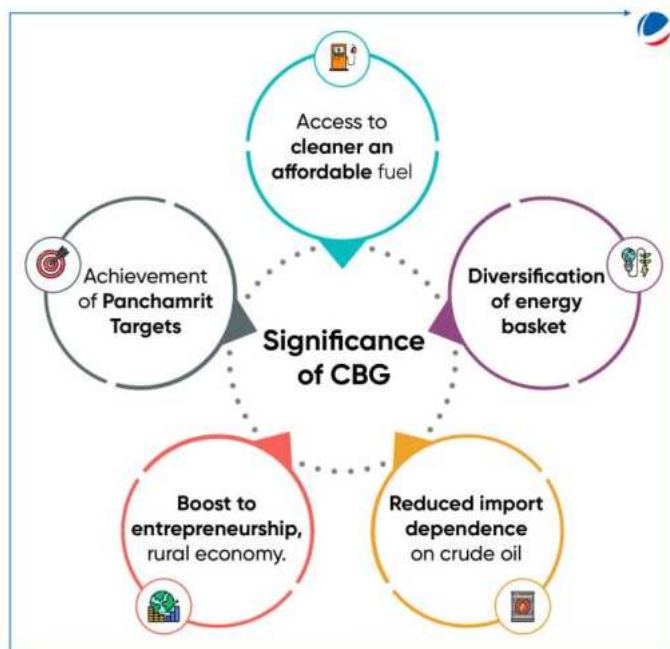 Access to
cleaner an
affordable fuel
Diversification
of energy
basket
Reduced import
dependence
on crude oil
Boost to
entrepreneurship,
rural economy.
Achievement
of Panchamrit
Targets
Significance
of CBG